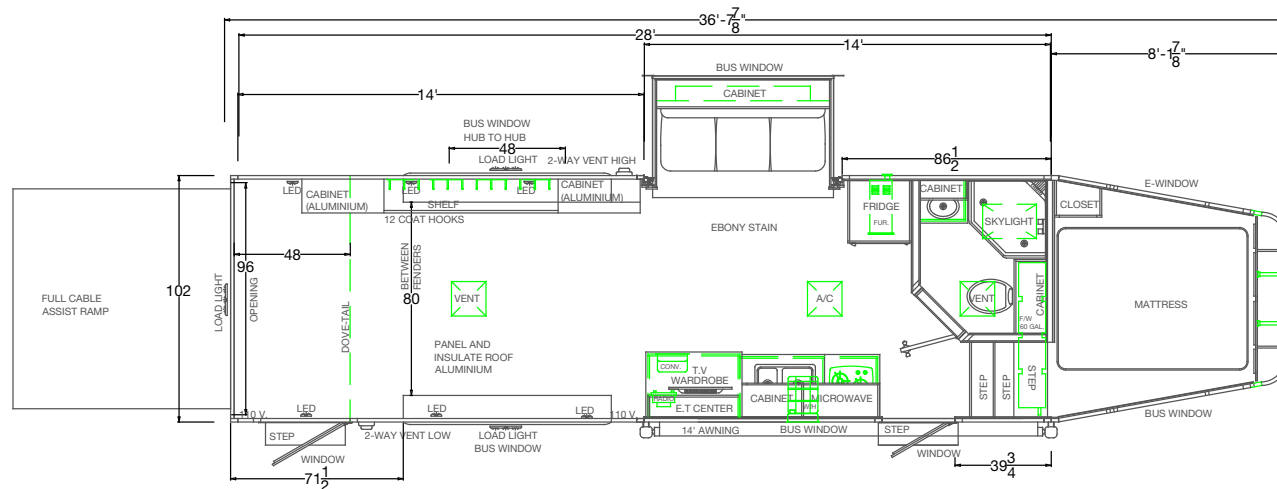 36'-7 7/8"
28'
14'
8'-1 7/8"
BUS WINDOW
CABINET
14'
BUS WINDOW
HUB TO HUB
48
LOAD LIGHT
2-WAY VENT HIGH
86 1/2
E-WINDOW
LED
CABINET
(ALUMINIUM)
LED
LED
CABINET
(ALUMINIUM)
SHELF
12 COAT HOOKS
CABINET
FRIDGE
FUR.
SKYLIGHT
CLOSET
EBONY STAIN
48
96
102
OPENING
LOAD LIGHT
DOVE-TAIL
BETWEEN
FENDERS
80
FULL CABLE
ASSIST RAMP
VENT
A/C
VENT
CABINET
F/W
60 GAL.
MATTRESS
PANEL AND
INSULATE ROOF
ALUMINIUM
CONV.
T.V
WARDROBE
RADIO
E.T CENTER
CABINET
W/H
MICROWAVE
STEP
STEP
STEP
110 V.
LED
LED
LED
110 V.
STEP
2-WAY VENT LOW
LOAD LIGHT
BUS WINDOW
14' AWNING
BUS WINDOW
STEP
BUS WINDOW
WINDOW
WINDOW
71 1/2
39 3/4